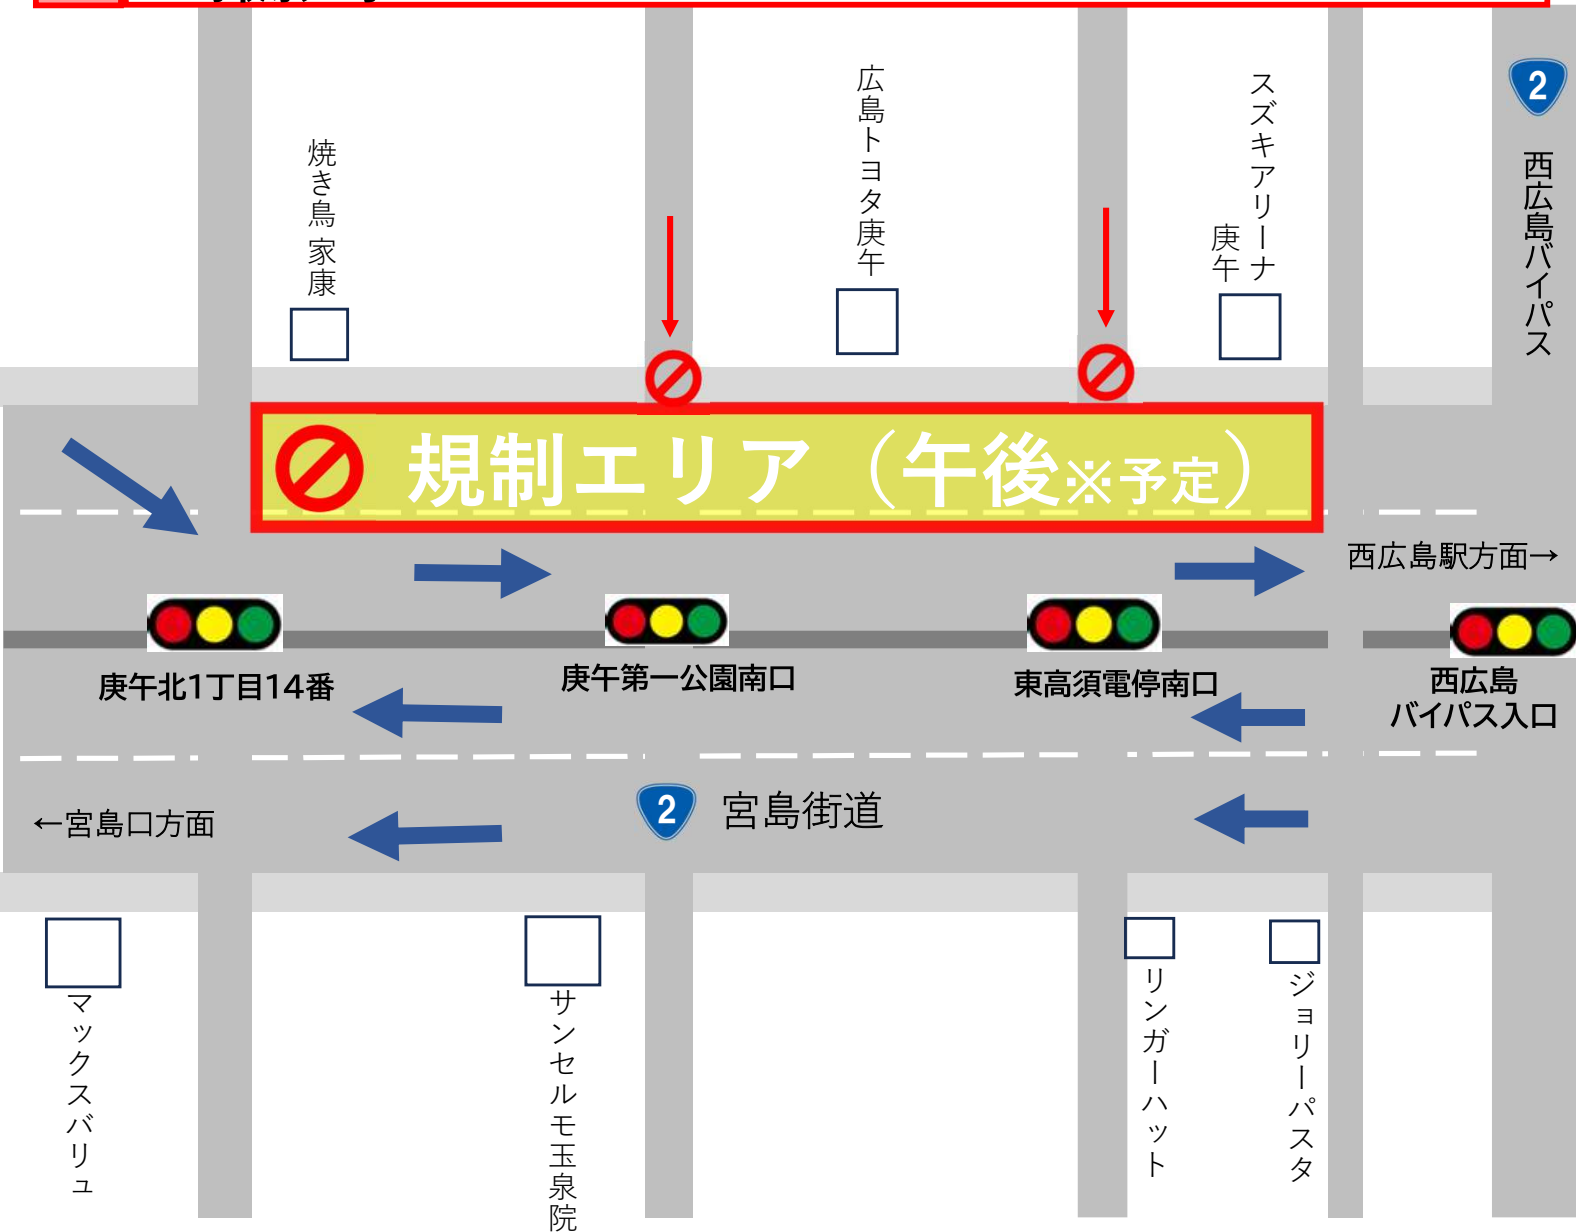 焼き鳥 家康
広島トヨタ庚午
スズキアリーナ
庚午
2
西広島バイパス
規制エリア（午後※予定）
西広島駅方面→
庚午北1丁目14番
庚午第一公園南口
東高須電停南口
西広島
バイパス入口
←宮島口方面
2
宮島街道
マックスバリュ
サンセルモ玉泉院
リンガーハット
ジョリーパスタ